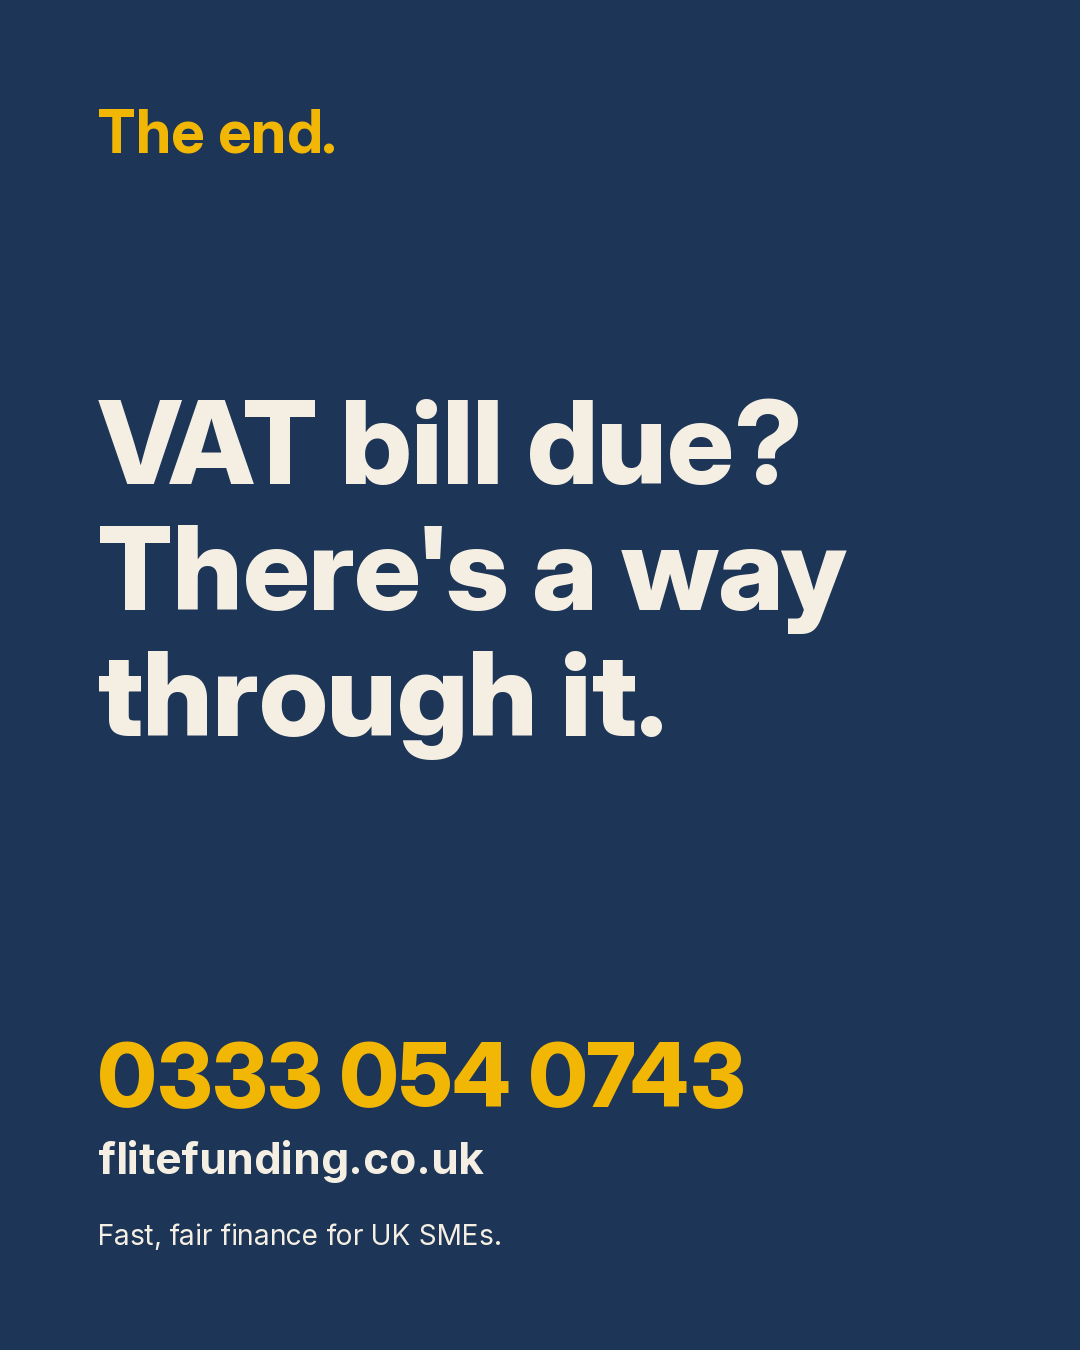 The end.
VAT bill due?
There's a way
through it.
0333 054 0743
flitefunding.co.uk
Fast, fair finance for UK SMEs.